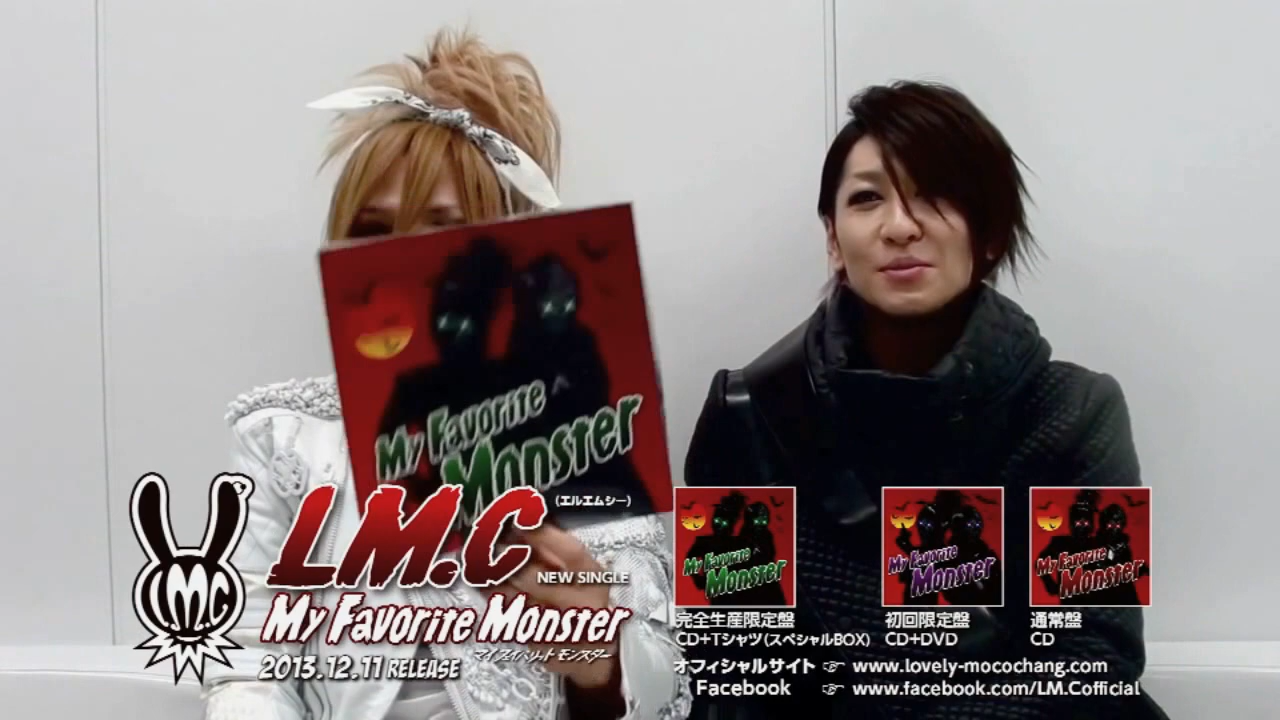 My Favorite
Monster
LM.C
LM.C
(エルエムシー)
NEW SINGLE
My Favorite Monster
マイ フェイバリット モンスター
2013.12.11 RELEASE
My Favorite
Monster
完全生産限定盤
CD+Tシャツ(スペシャルBOX)
My Favorite
Monster
初回限定盤
CD+DVD
My Favorite
Monster
通常盤
CD
オフィシャルサイト ☞ www.lovely-mocochang.com
Facebook ☞ www.facebook.com/LM.Cofficial